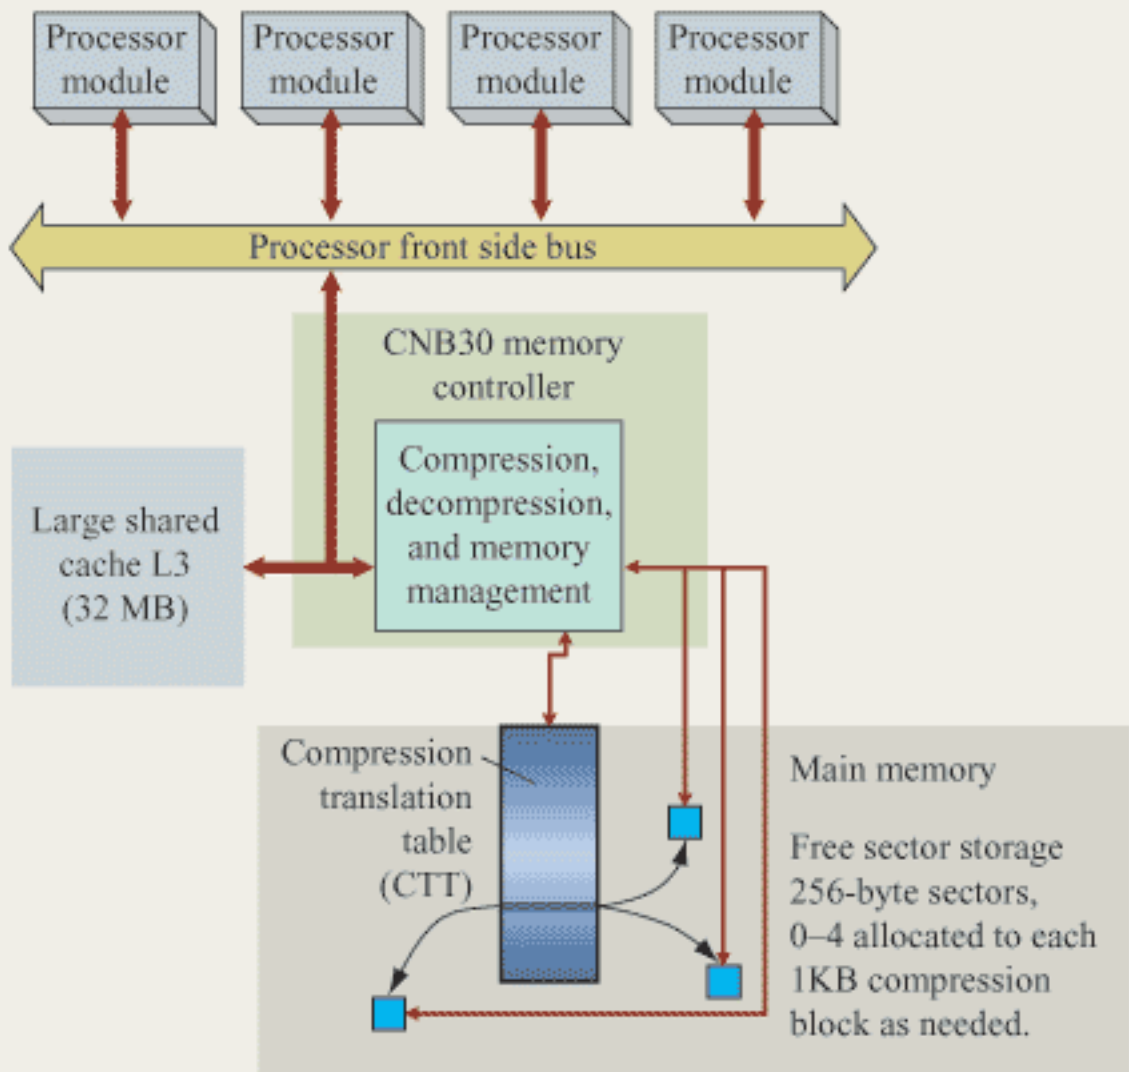 Processor
module
Processor
module
Processor
module
Processor
module
Processor front side bus
CNB30 memory
controller
Compression,
decompression,
and memory
management
Large shared
cache L3
(32 MB)
Compression
translation
table
(CTT)
Main memory
Free sector storage
256-byte sectors,
0–4 allocated to each
1KB compression
block as needed.